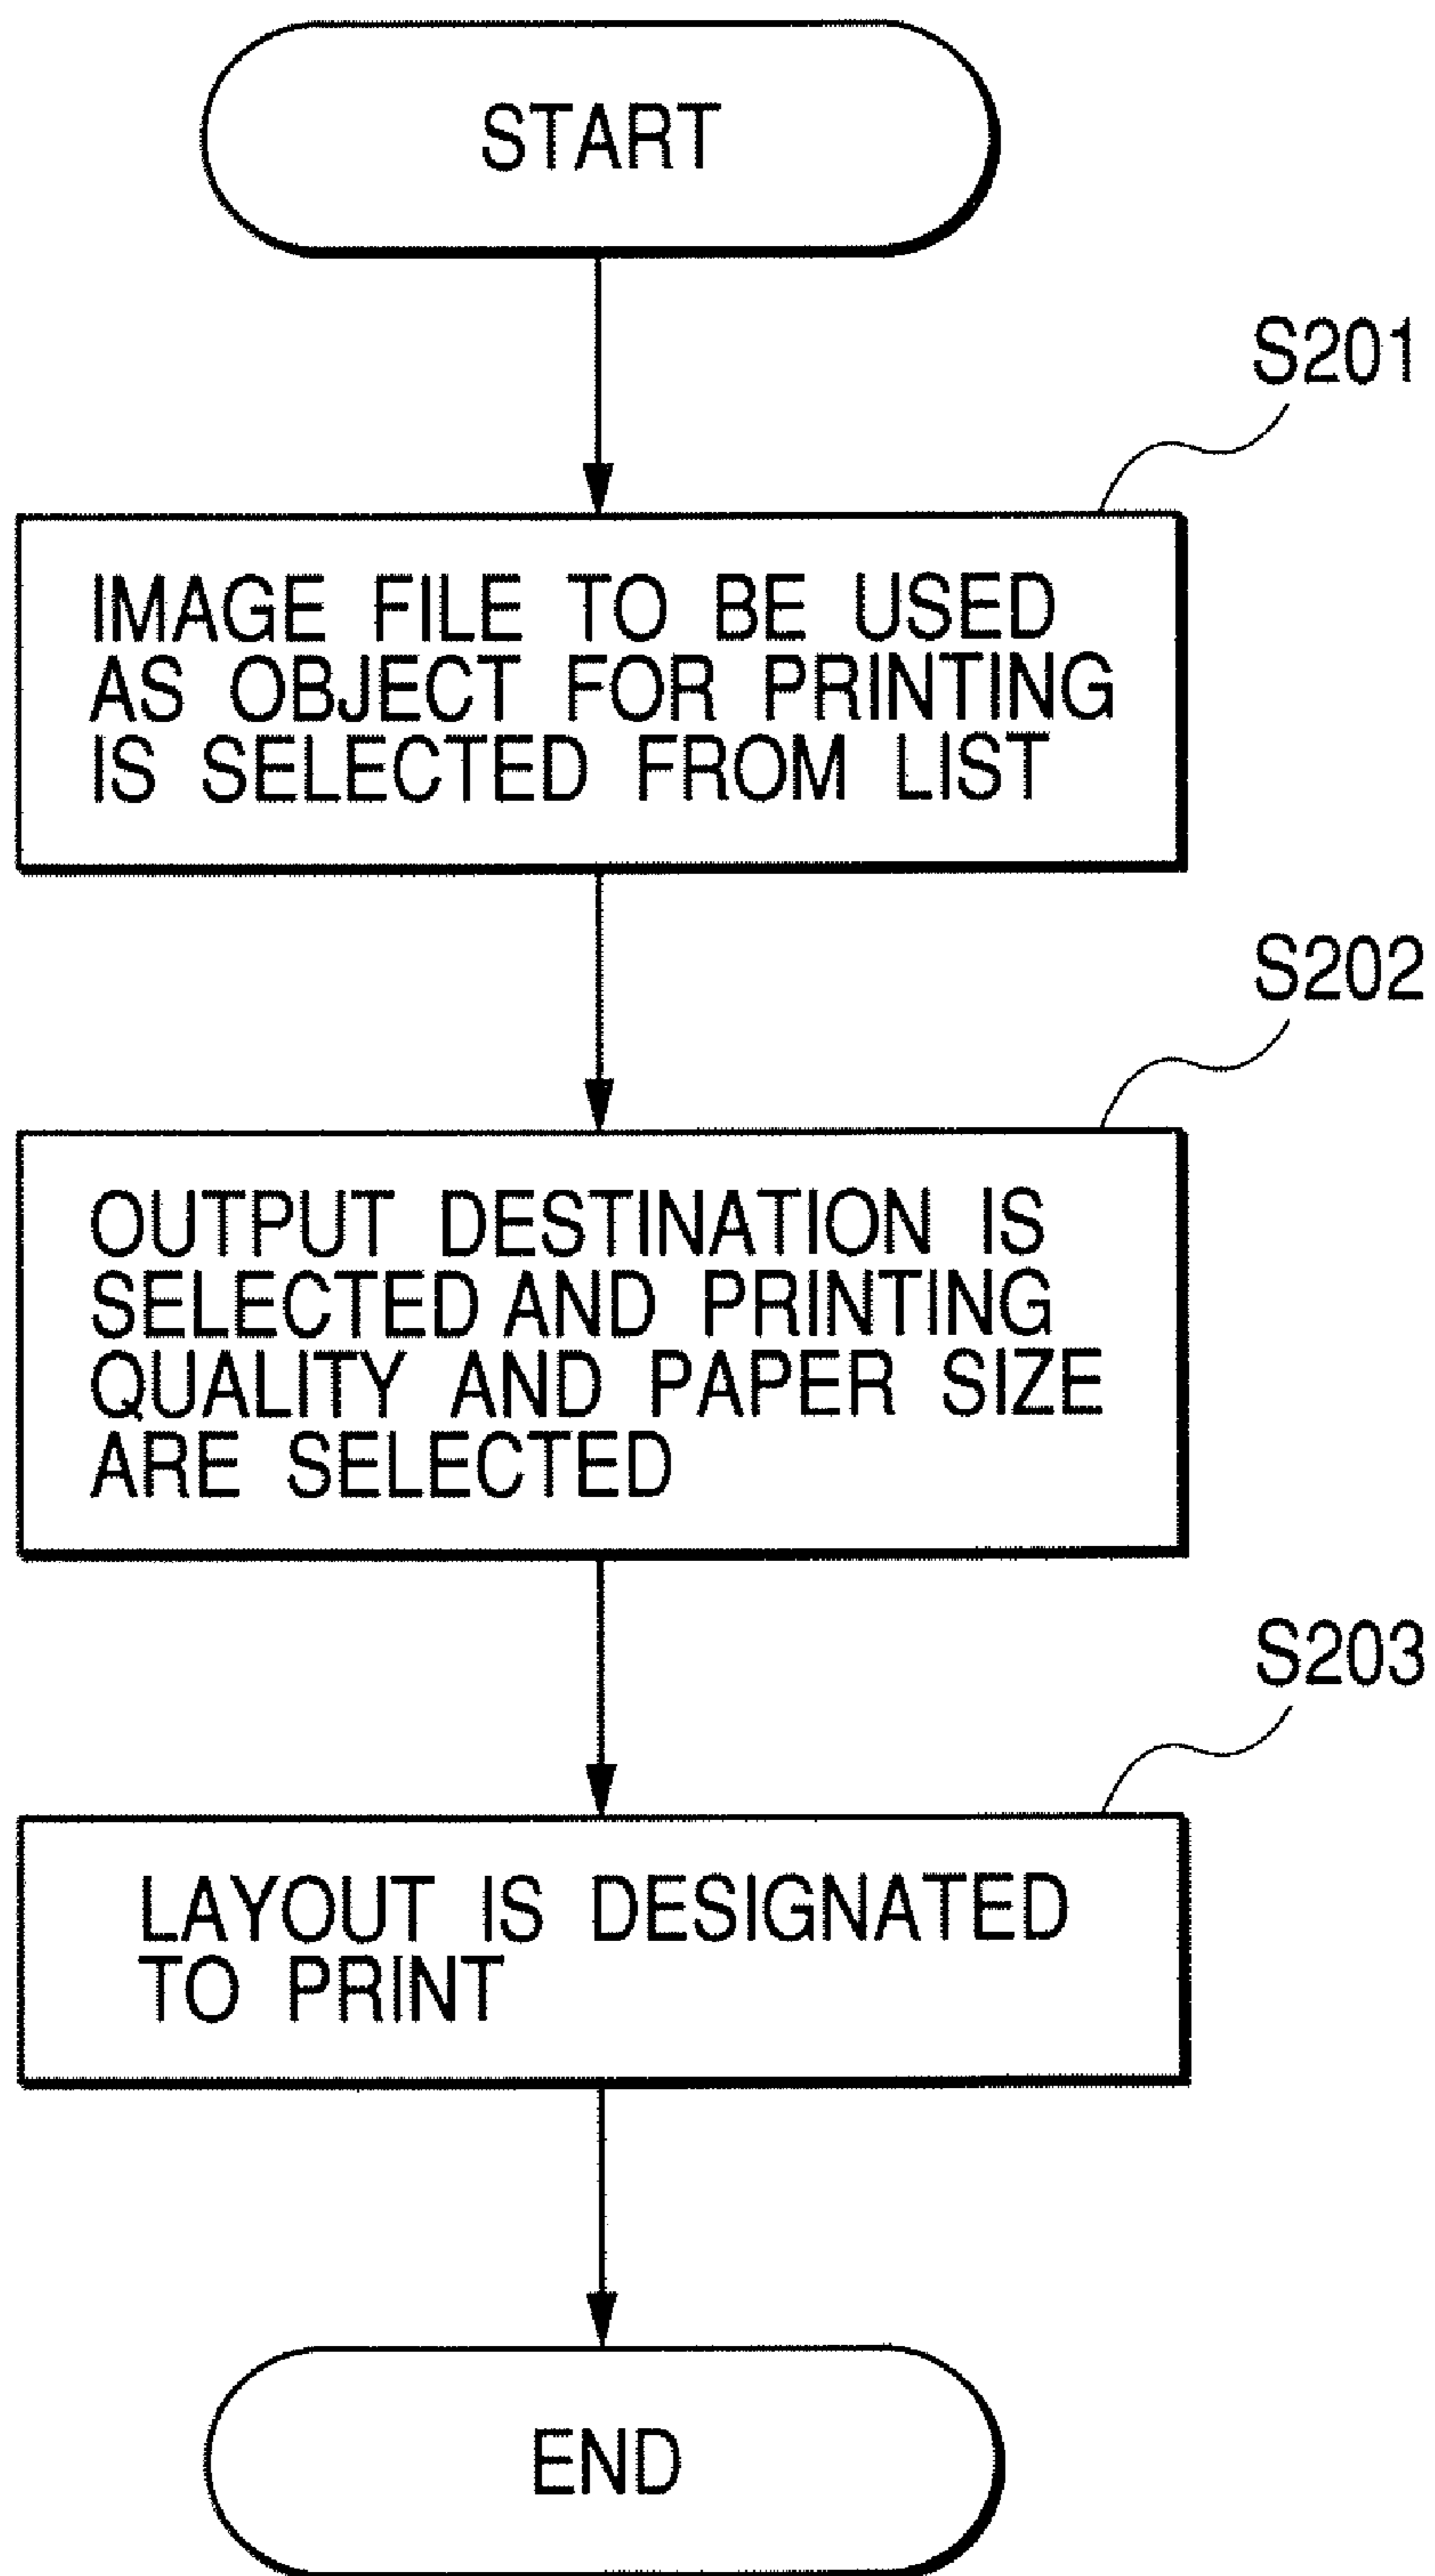 START
S201
IMAGE FILE TO BE USED
AS OBJECT FOR PRINTING
IS SELECTED FROM LIST
S202
OUTPUT DESTINATION IS
SELECTED AND PRINTING
QUALITY AND PAPER SIZE
ARE SELECTED
S203
LAYOUT IS DESIGNATED
TO PRINT
END